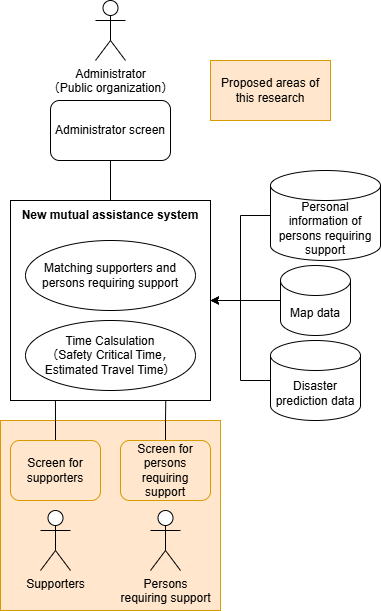 Administrator
（Public organization）
Proposed areas of
this research
Administrator screen
New mutual assistance system
Matching supporters and
persons requiring support
Time Calculation
（Safety Critical Time，
Estimated Travel Time）
Personal
information of
persons requiring
support
Map data
Disaster
prediction data
Screen for
supporters
Screen for
persons
requiring
support
Supporters
Persons
requiring support